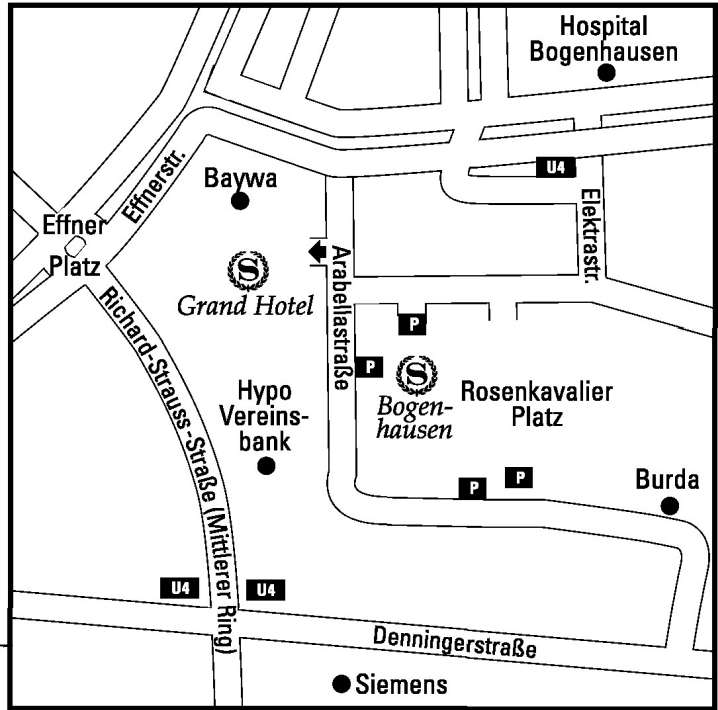 Hospital
Bogenhausen
U4
Baywa
Effnerstr.
Elektrastr.
Effner
Platz
S
Grand Hotel
Arabellastraße
Richard-Strauss-Straße (Mittlerer Ring)
P
P
S
Bogen-
hausen
Rosenkavalier
Platz
Hypo
Vereins-
bank
P
P
Burda
U4
U4
Denningerstraße
Siemens